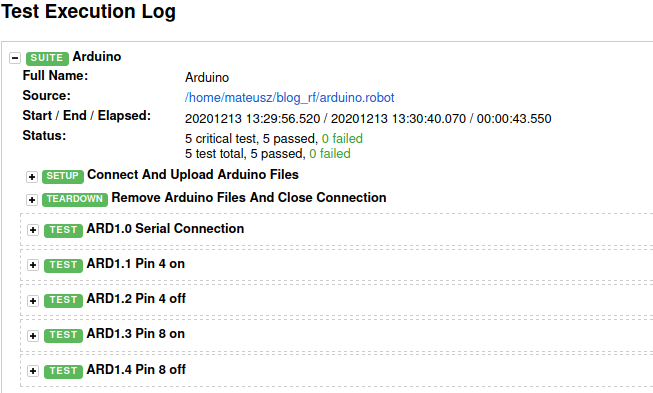 Test Execution Log
SUITE Arduino
Full Name: Arduino
Source: /home/mateusz/blog_rf/arduino.robot
Start / End / Elapsed: 20201213 13:29:56.520 / 20201213 13:30:40.070 / 00:00:43.550
Status: 5 critical test, 5 passed, 0 failed
5 test total, 5 passed, 0 failed
SETUP Connect And Upload Arduino Files
TEARDOWN Remove Arduino Files And Close Connection
TEST ARD1.0 Serial Connection
TEST ARD1.1 Pin 4 on
TEST ARD1.2 Pin 4 off
TEST ARD1.3 Pin 8 on
TEST ARD1.4 Pin 8 off